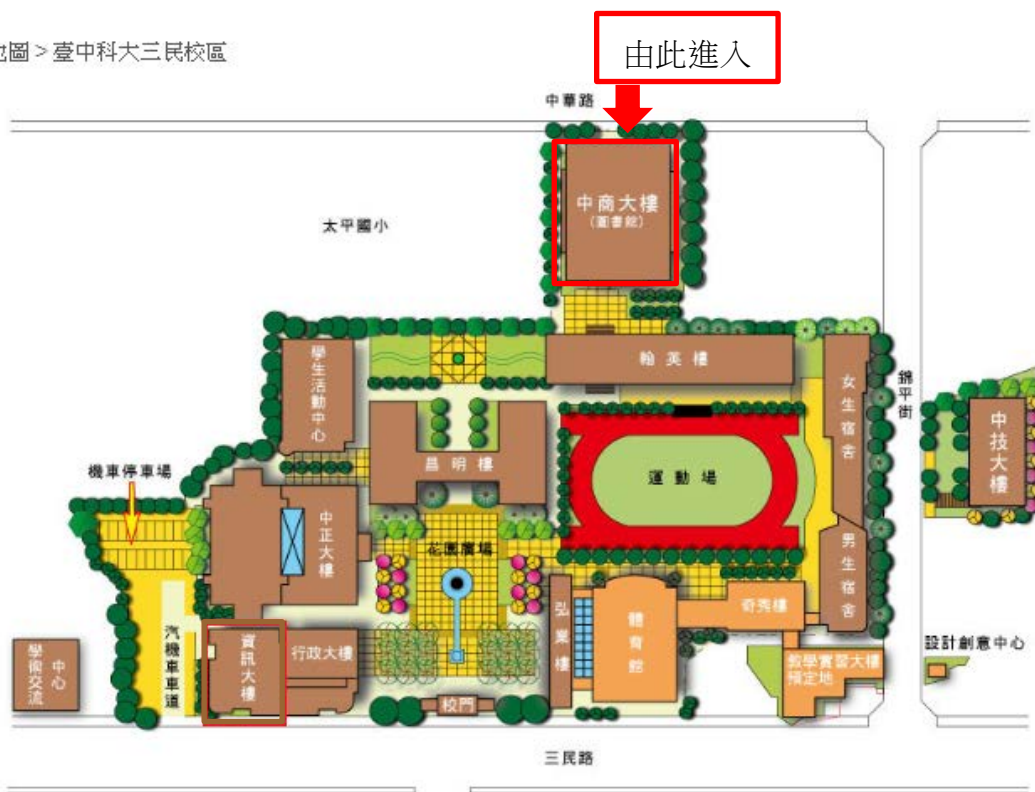 地圖 > 臺中科大三民校區
由此進入
中華路
中商大樓
(圖書館)
太平國小
翰英樓
學生活動中心
女生宿舍
錦平街
中技大樓
昌明樓
運動場
機車停車場
中正大樓
花園廣場
男生宿舍
弘業樓
體育館
奇秀樓
汽機車車道
資訊大樓
行政大樓
設計創意中心
教學實習大樓
預定地
學術交流
中心
校門
三民路